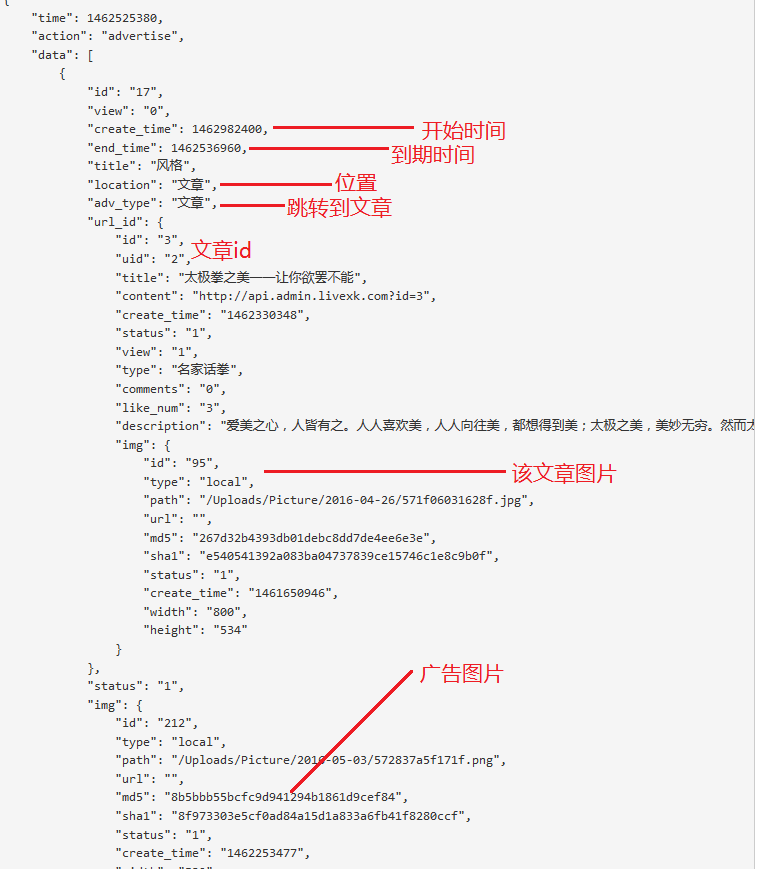 {
"time": 1462525380,
"action": "advertise",
"data": [
{
"id": "17",
"view": "0",
"create_time": 1462982400, 开始时间
"end_time": 1462536960, 到期时间
"title": "风格",
"location": "文章", 位置
"adv_type": "文章", 跳转到文章
"url_id": {
"id": "3", 文章id
"uid": "2",
"title": "太极拳之美——让你欲罢不能",
"content": "http://api.admin.livexk.com?id=3",
"create_time": "1462330348",
"status": "1",
"view": "1",
"type": "名家话拳",
"comments": "0",
"like_num": "3",
"description": "爱美之心，人皆有之。人人喜欢美，人人向往美，都想得到美；太极之美，美妙无穷。然而太
"img": {
"id": "95", 该文章图片
"type": "local",
"path": "/Uploads/Picture/2016-04-26/571f06031628f.jpg",
"url": "",
"md5": "267d32b4393db01debc8dd7de4ee6e3e",
"sha1": "e540541392a083ba04737839ce15746c1e8c9b0f",
"status": "1",
"create_time": "1461650946",
"width": "800",
"height": "534"
}
},
广告图片
"status": "1",
"img": {
"id": "212",
"type": "local",
"path": "/Uploads/Picture/2016-05-03/572837a5f171f.png",
"url": "",
"md5": "8b5bbb55bcfc9d941294b1861d9cef84",
"sha1": "8f973303e5cf0ad84a15d1a833a6fb41f8280ccf",
"status": "1",
"create_time": "1462253477",